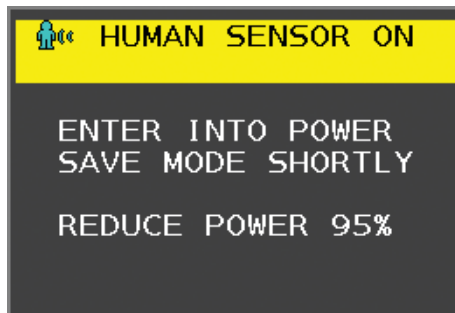 HUMAN SENSOR ON
ENTER INTO POWER
SAVE MODE SHORTLY
REDUCE POWER 95%